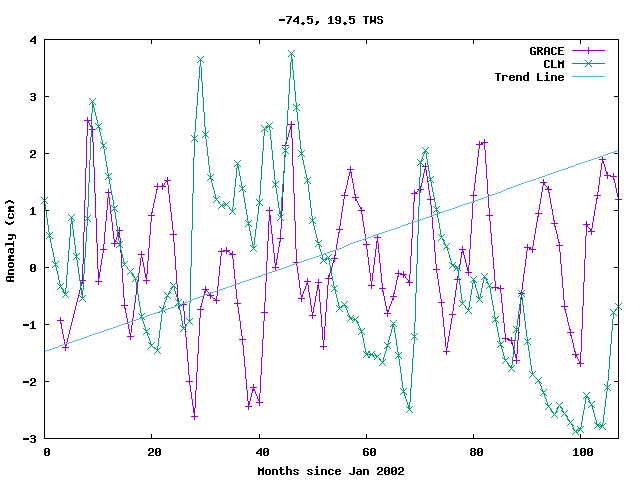 -74.5, 19.5 TWS
GRACE
CLM
Trend Line
4
3
2
1
0
-1
-2
-3
Anomaly (cm)
0 20 40 60 80 100
Months since Jan 2002